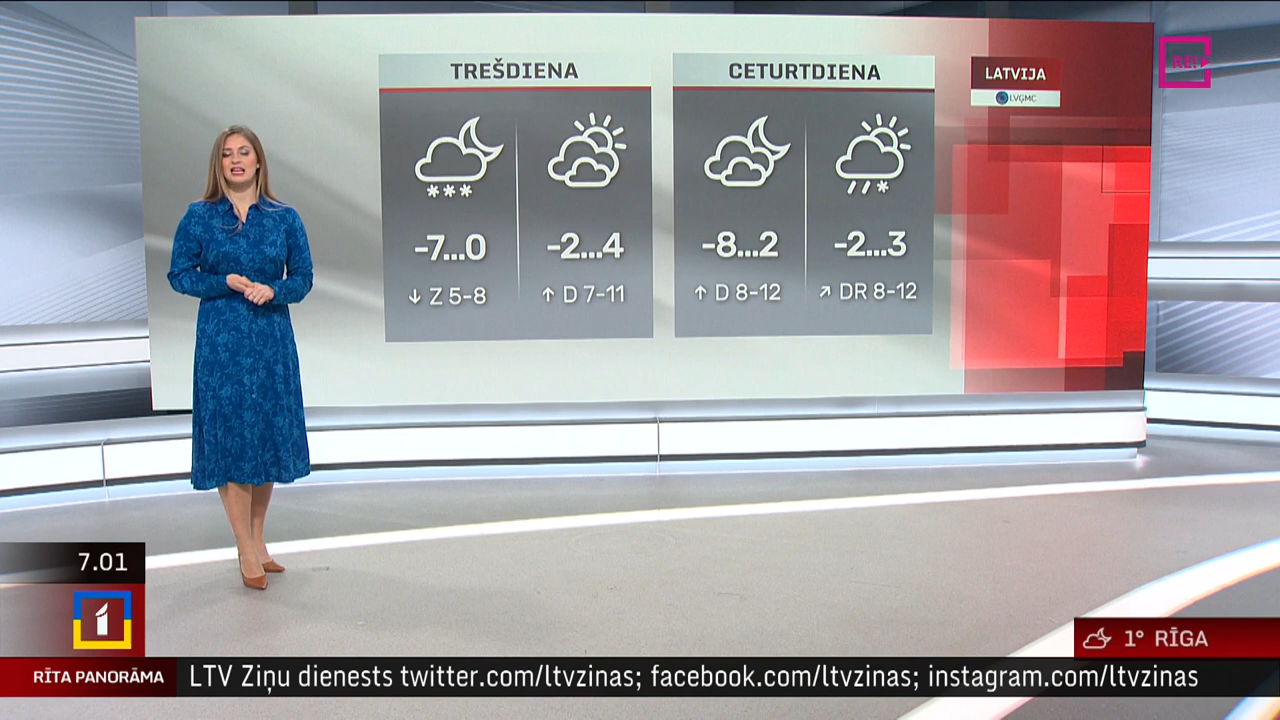 TREŠDIENA
CETURTDIENA
LATVIJA
LVĢMC
RE!
-7...0
-2...4
-8...2
-2...3
↓ Z 5-8
↑ D 7-11
↑ D 8-12
↗ DR 8-12
7.01
1
1° RĪGA
RĪTA PANORĀMA
LTV Ziņu dienests twitter.com/ltvzinas; facebook.com/ltvzinas; instagram.com/ltvzinas